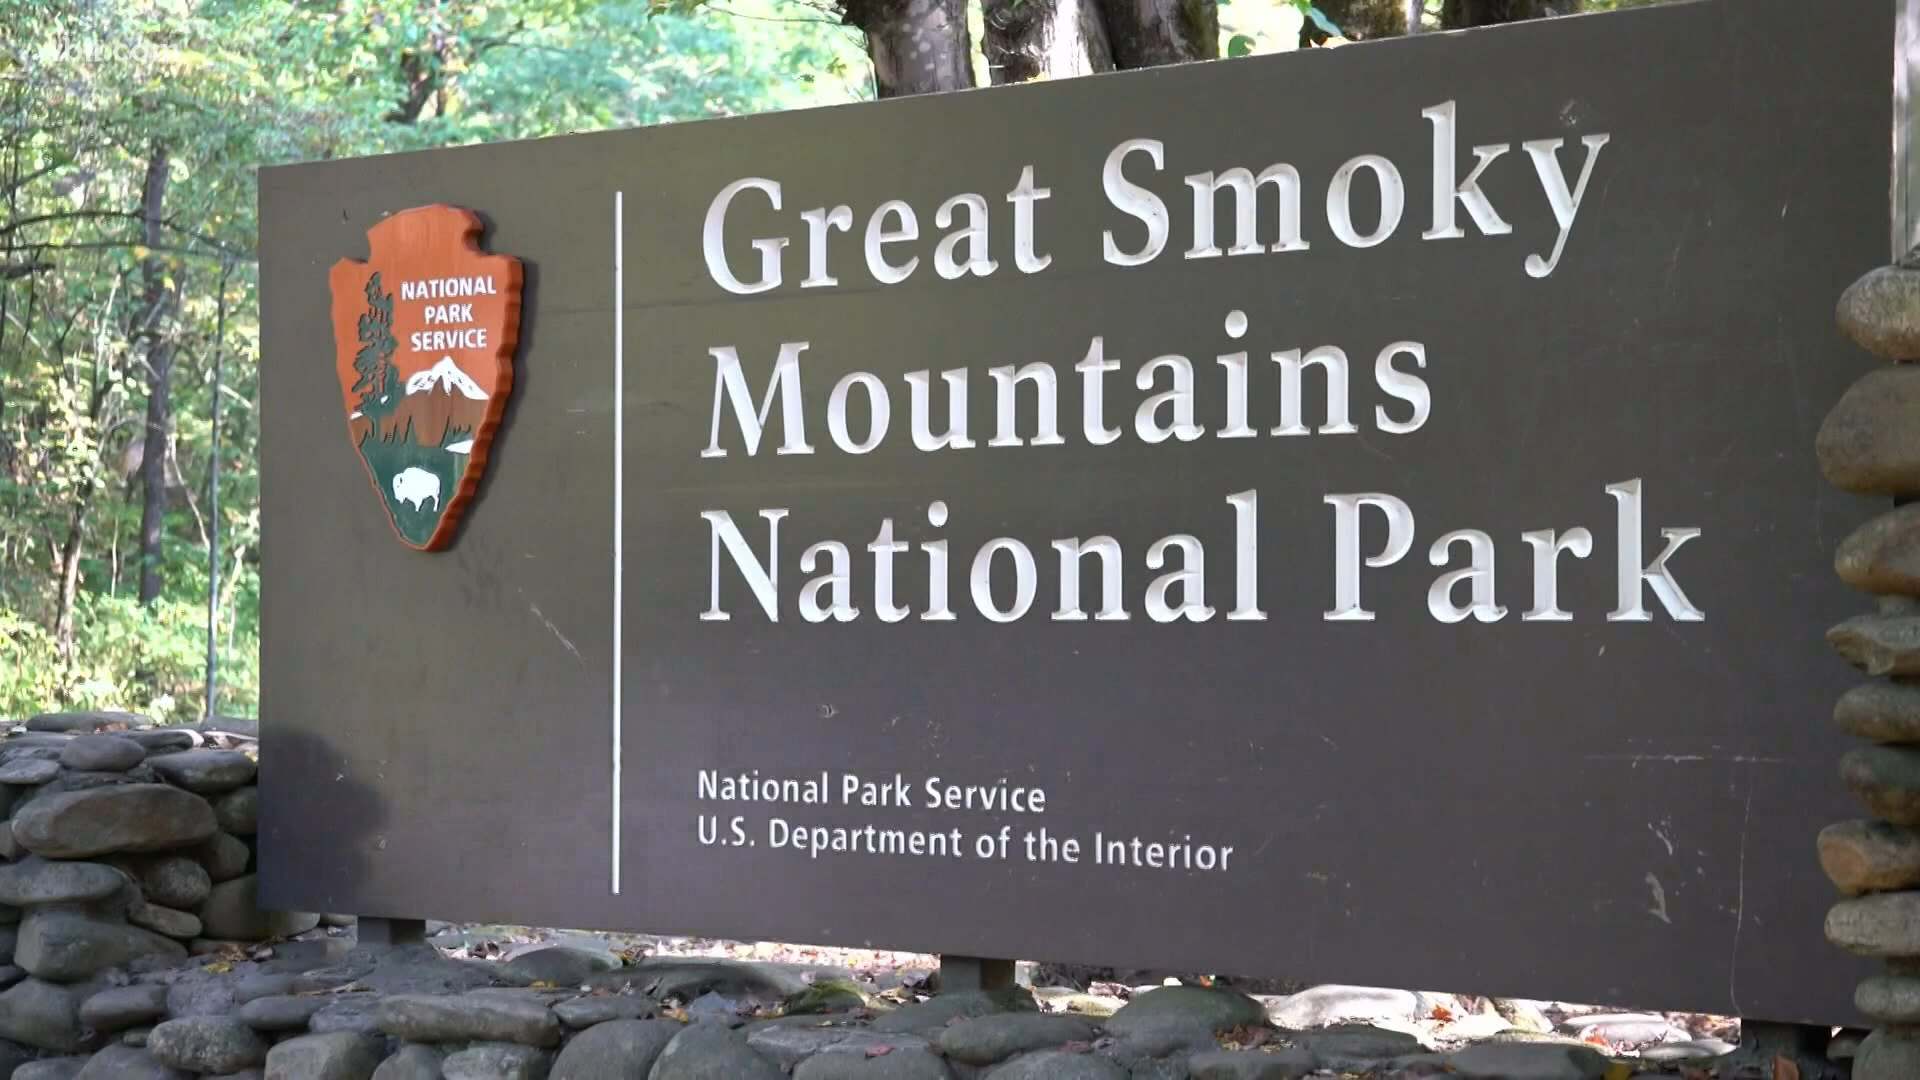 NATIONAL
PARK
SERVICE
Great Smoky
Mountains
National Park
National Park Service
U.S. Department of the Interior